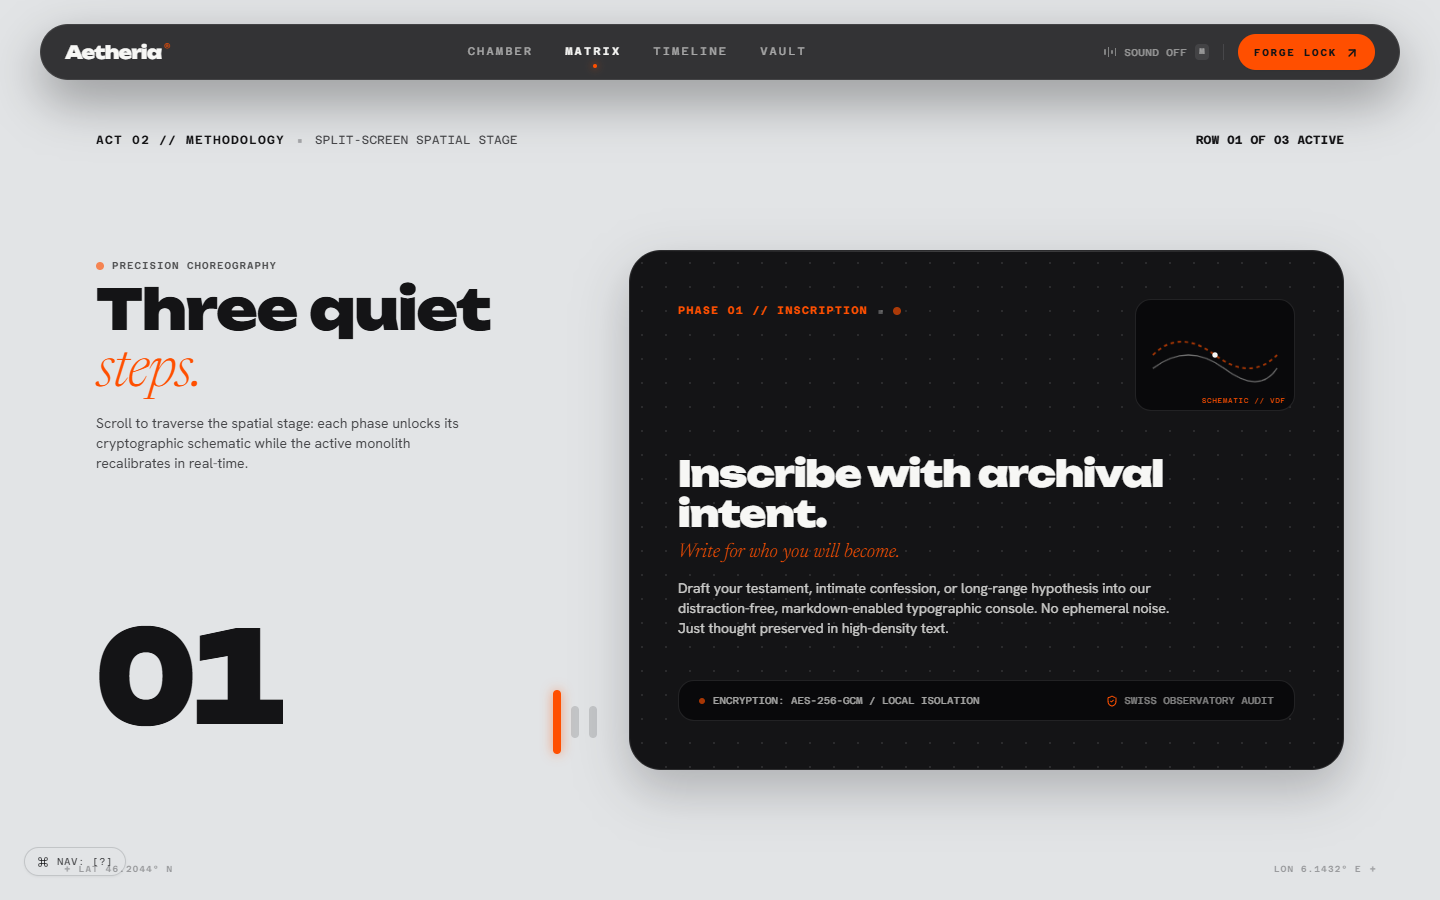 Aetheria®
CHAMBER
MATRIX
TIMELINE
VAULT
SOUND OFF
FORGE LOCK
ACT 02 // METHODOLOGY
SPLIT-SCREEN SPATIAL STAGE
ROW 01 OF 03 ACTIVE
PRECISION CHOREOGRAPHY
Three quiet
steps.
Scroll to traverse the spatial stage: each phase unlocks its
cryptographic schematic while the active monolith
recalibrates in real-time.
01
PHASE 01 // INSCRIPTION
SCHEMATIC // VDF
Inscribe with archival
intent.
Write for who you will become.
Draft your testament, intimate confession, or long-range hypothesis into our
distraction-free, markdown-enabled typographic console. No ephemeral noise.
Just thought preserved in high-density text.
ENCRYPTION: AES-256-GCM / LOCAL ISOLATION
SWISS OBSERVATORY AUDIT
⌘ NAV: [?]
+ LAT 46.2044° N
LON 6.1432° E +